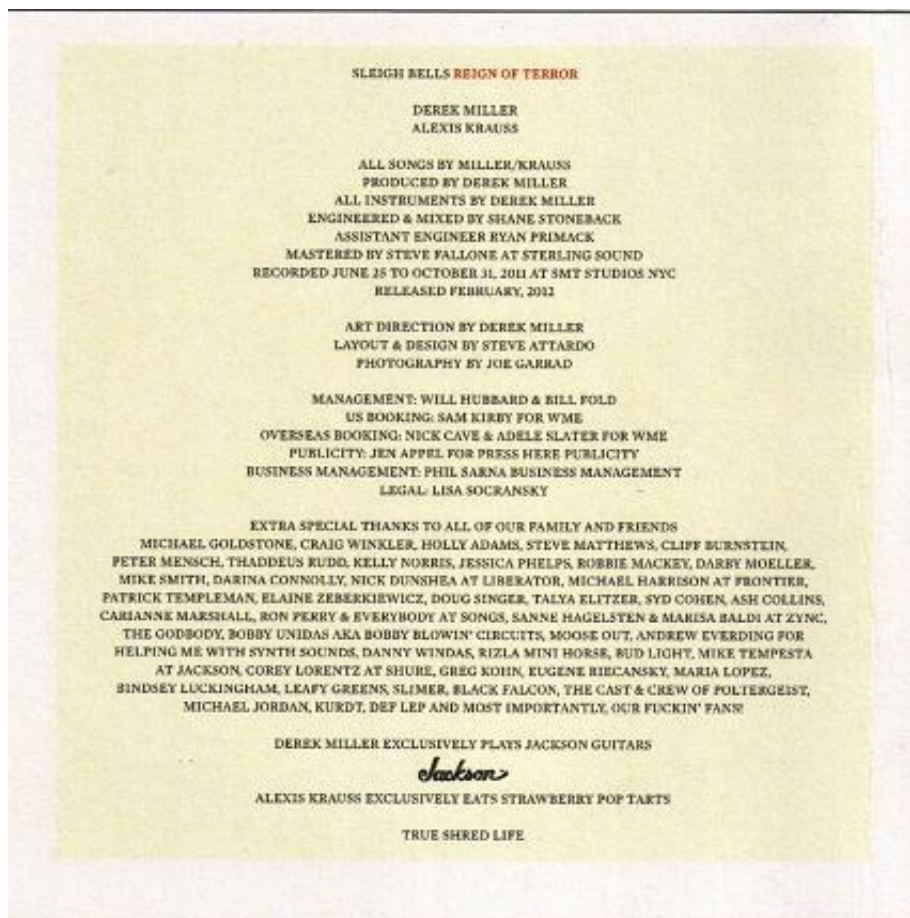 SLEIGH BELLS REIGN OF TERROR
DEREK MILLER
ALEXIS KRAUSS
ALL SONGS BY MILLER/KRAUSS
PRODUCED BY DEREK MILLER
ALL INSTRUMENTS BY DEREK MILLER
ENGINEERED & MIXED BY SHANE STONEBACK
ASSISTANT ENGINEER RYAN PRIMACK
MASTERED BY STEVE FALLONE AT STERLING SOUND
RECORDED JUNE 25 TO OCTOBER 31, 2011 AT SMT STUDIOS NYC
RELEASED FEBRUARY, 2012
ART DIRECTION BY DEREK MILLER
LAYOUT & DESIGN BY STEVE ATTARDO
PHOTOGRAPHY BY JOE GARRAD
MANAGEMENT: WILL HUBBARD & BILL FOLD
US BOOKING: SAM KIRBY FOR WME
OVERSEAS BOOKING: NICK CAVE & ADELE SLATER FOR WME
PUBLICITY: JEN APPEL FOR PRESS HERE PUBLICITY
BUSINESS MANAGEMENT: PHIL SARNA BUSINESS MANAGEMENT
LEGAL: LISA SOCRANSKY
EXTRA SPECIAL THANKS TO ALL OF OUR FAMILY AND FRIENDS
MICHAEL GOLDSTONE, CRAIG WINKLER, HOLLY ADAMS, STEVE MATTHEWS, CLIFF BURNSTEIN,
PETER MENSCH, THADDEUS RUDD, KELLY NORRIS, JESSICA PHELPS, ROBBIE MACKEY, DARBY MOELLER,
MIKE SMITH, DARINA CONNOLLY, NICK DUNSHEA AT LIBERATOR, MICHAEL HARRISON AT FRONTIER,
PATRICK TEMPLEMAN, ELAINE ZEBERKIEWICZ, DOUG SINGER, TALYA ELITZER, SYD COHEN, ASH COLLINS,
CARIANNE MARSHALL, RON PERRY & EVERYBODY AT SONGS, SANNE HAGELSTEN & MARISA BALDI AT ZYNC,
THE GODBODY, BOBBY UNIDAS AKA BOBBY BLOWIN' CIRCUITS, MOOSE OUT, ANDREW EVERDING FOR
HELPING ME WITH SYNTH SOUNDS, DANNY WINDAS, RIZLA MINI HORSE, BUD LIGHT, MIKE TEMPESTA
AT JACKSON, COREY LORENTZ AT SHURE, GREG KOHN, EUGENE RIECANSKY, MARIA LOPEZ,
BINDSEY LUCKINGHAM, LEAFY GREENS, SLIMER, BLACK FALCON, THE CAST & CREW OF POLTERGEIST,
MICHAEL JORDAN, KURDT, DEF LEP AND MOST IMPORTANTLY, OUR FUCKIN' FANS!
DEREK MILLER EXCLUSIVELY PLAYS JACKSON GUITARS
Jackson
ALEXIS KRAUSS EXCLUSIVELY EATS STRAWBERRY POP TARTS
TRUE SHRED LIFE